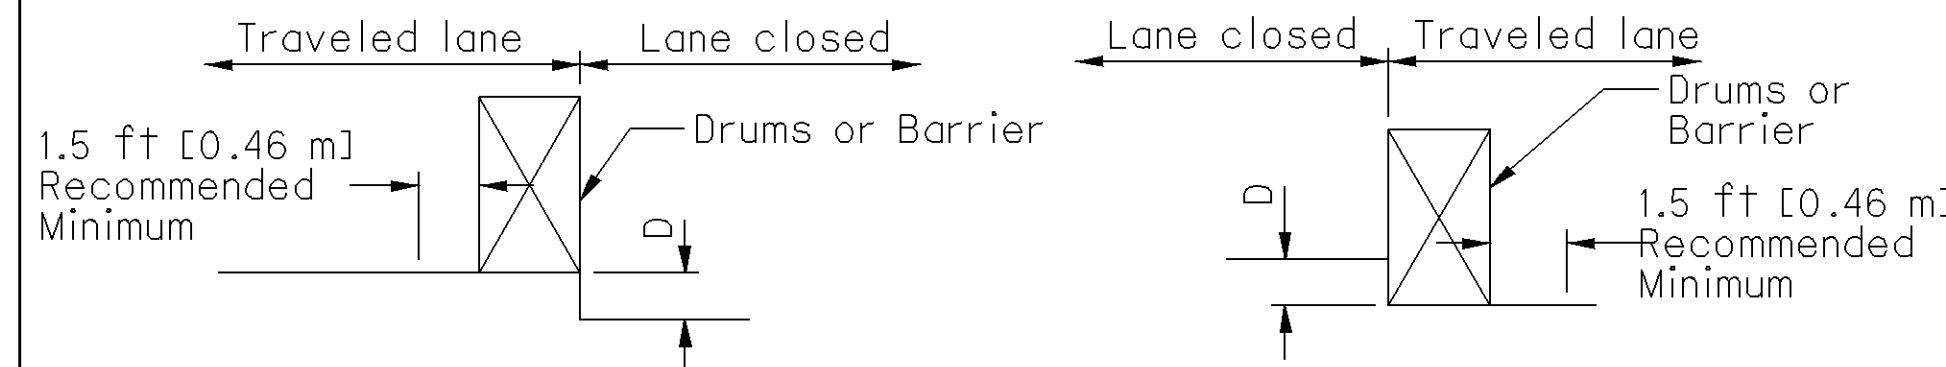 Traveled lane
Lane closed
1.5 ft [0.46 m]
Recommended
Minimum
Drums or Barrier
D
Lane closed
Traveled lane
Drums or
Barrier
D
1.5 ft [0.46 m]
Recommended
Minimum